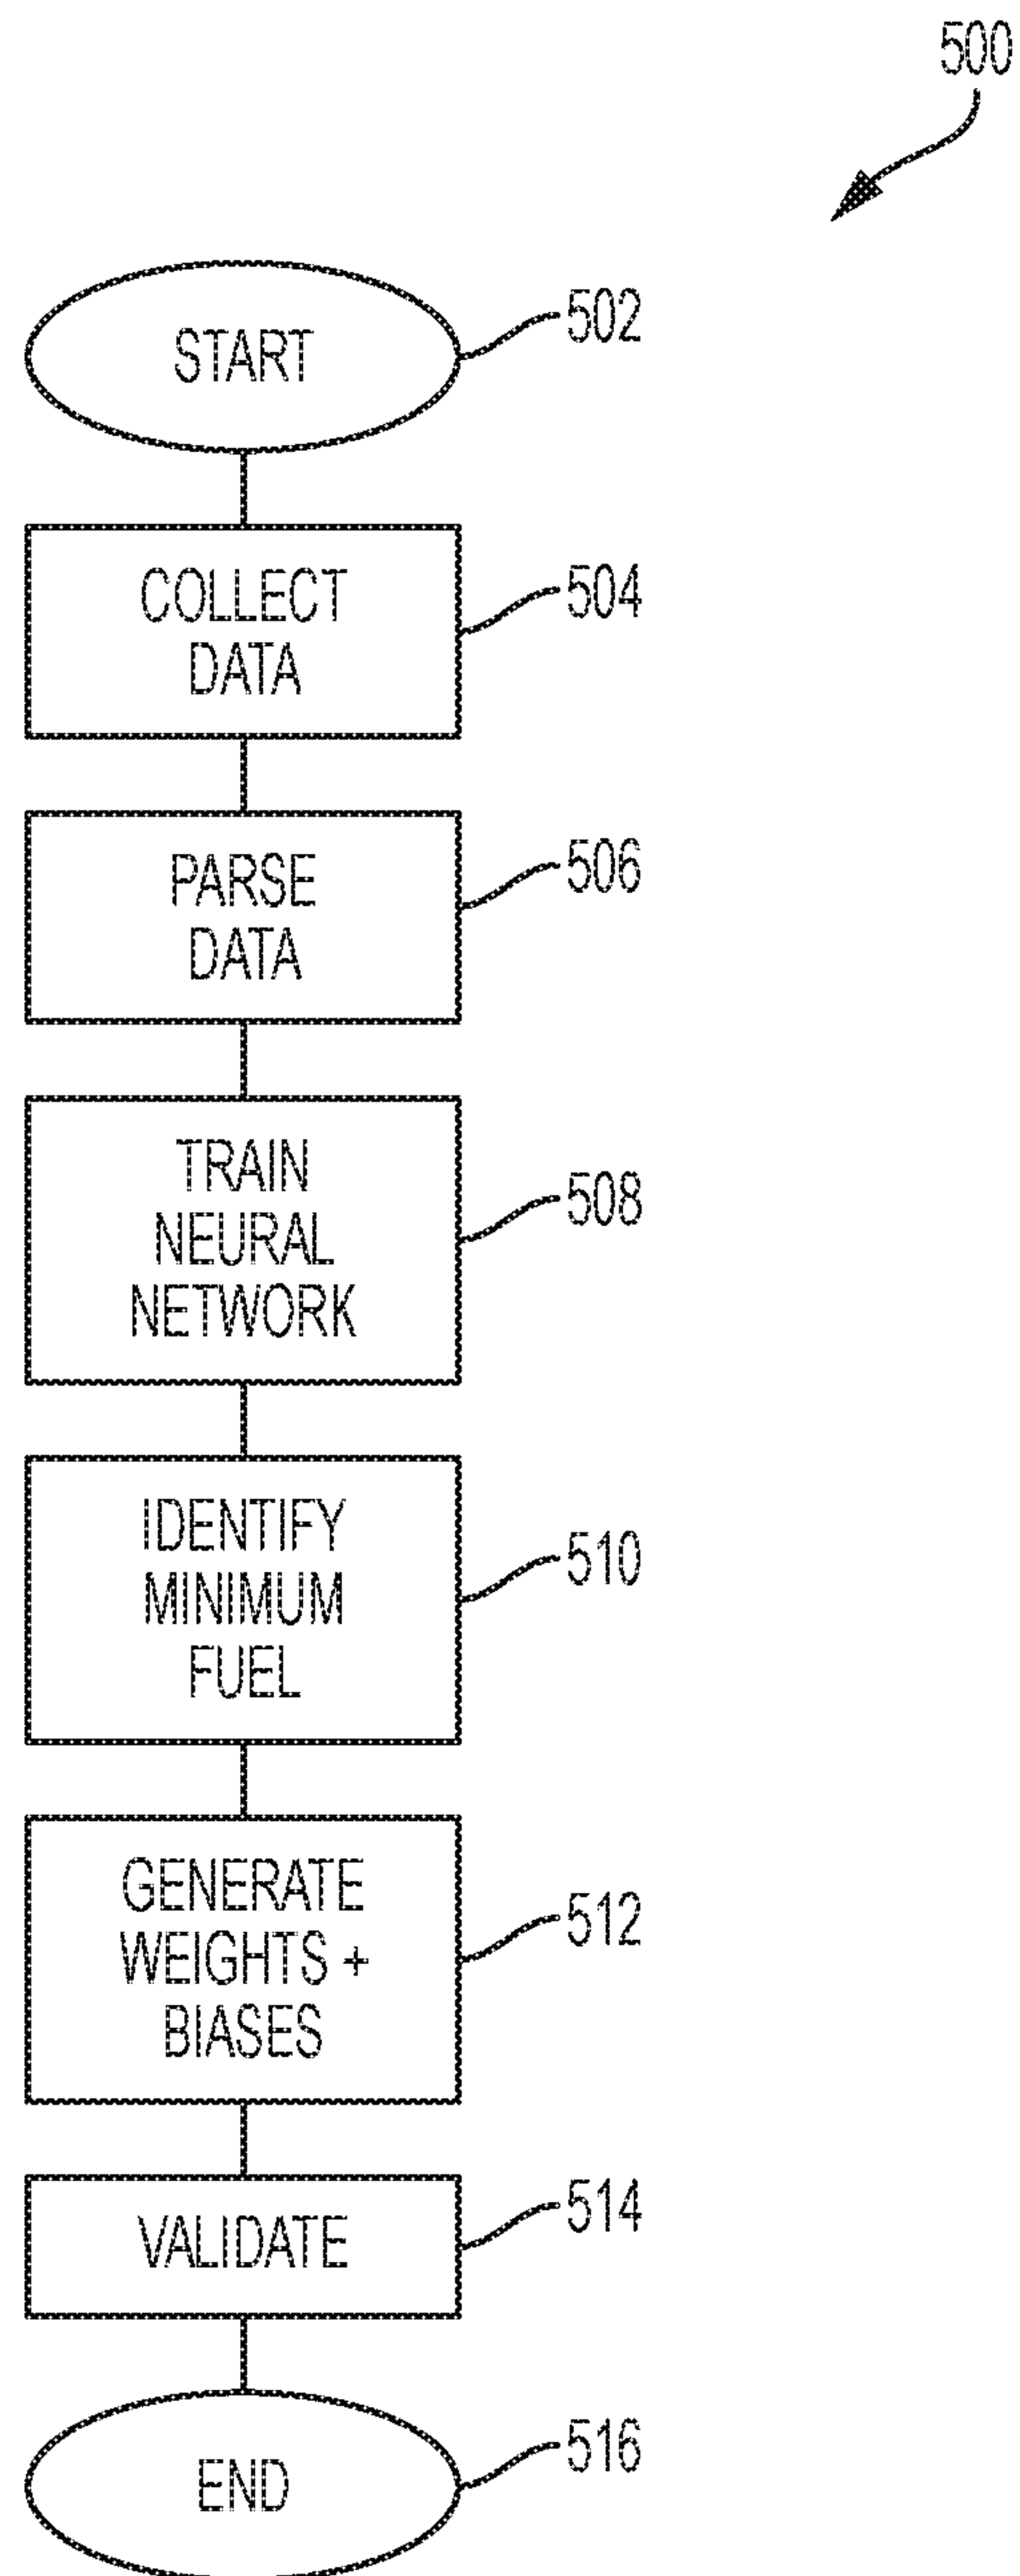 500
START
502
COLLECT
DATA
504
PARSE
DATA
506
TRAIN
NEURAL
NETWORK
508
IDENTIFY
MINIMUM
FUEL
510
GENERATE
WEIGHTS +
BIASES
512
VALIDATE
514
END
516